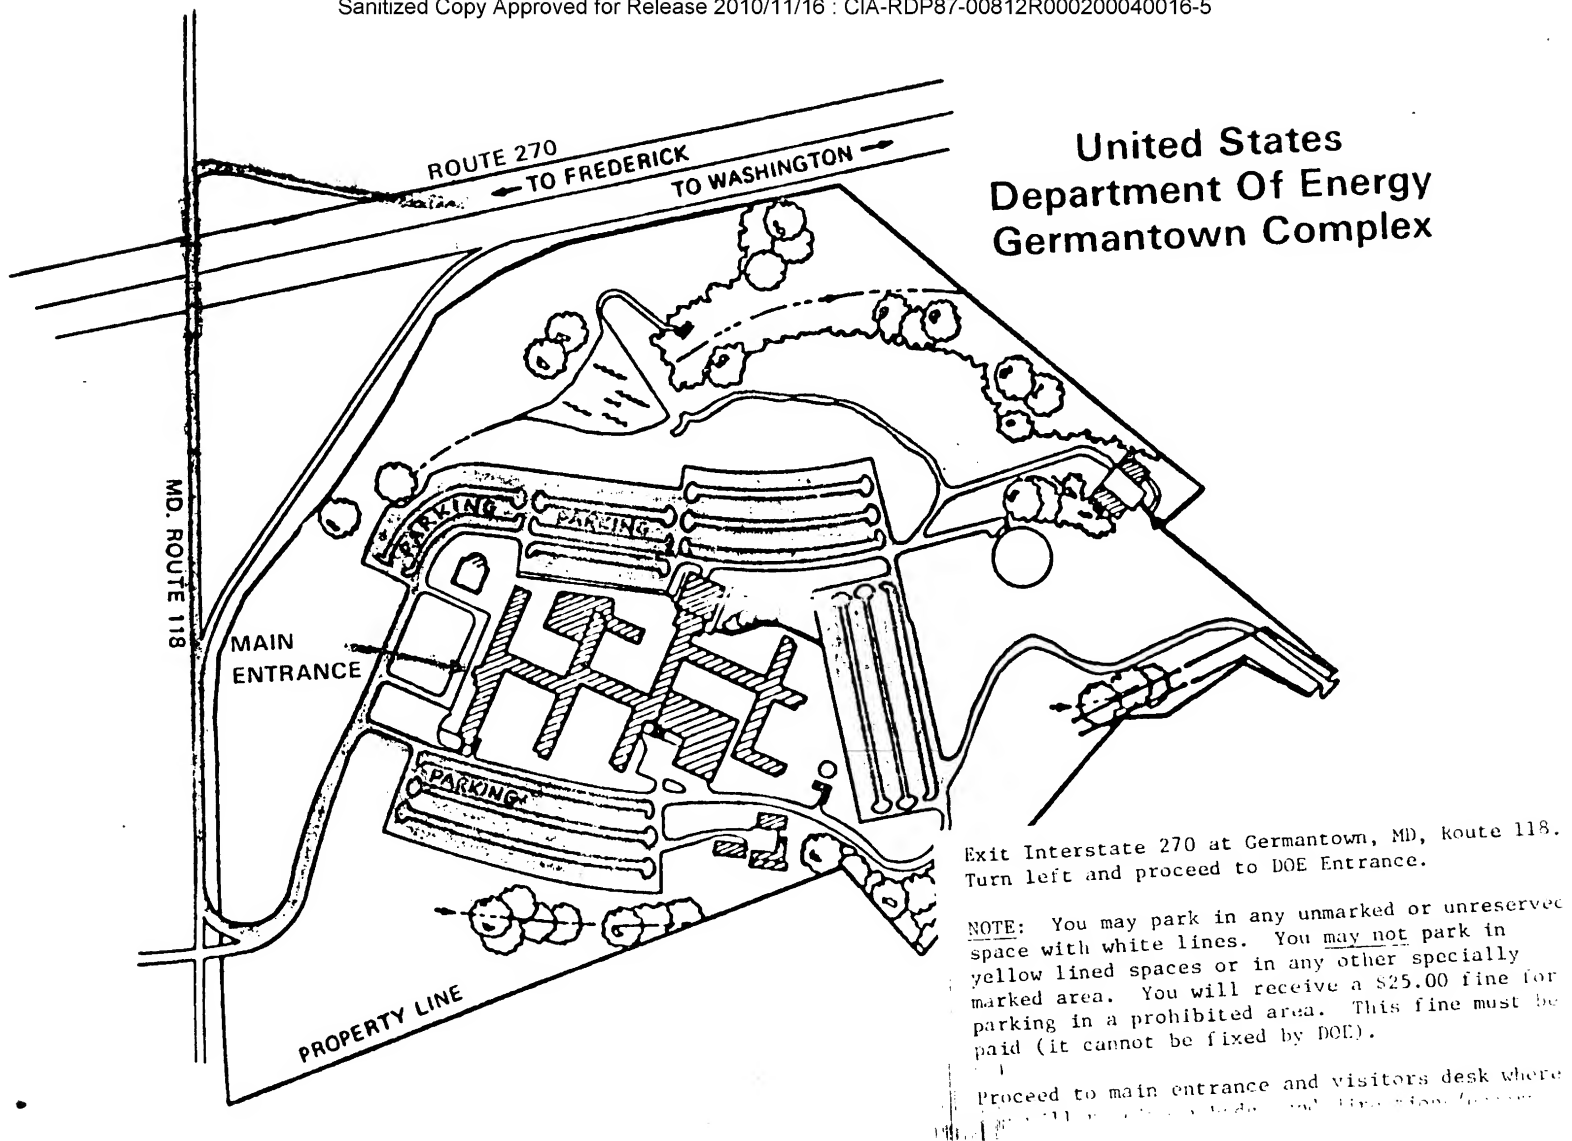 Sanitized Copy Approved for Release 2010/11/16 : CIA-RDP87-00812R000200040016-5
United States
Department Of Energy
Germantown Complex
ROUTE 270
TO FREDERICK
TO WASHINGTON
MD. ROUTE 118
PARKING
PARKING
MAIN
ENTRANCE
PARKING
PROPERTY LINE
Exit Interstate 270 at Germantown, MD, Route 118.
Turn left and proceed to DOE Entrance.
NOTE: You may park in any unmarked or unreserved
space with white lines. You may not park in
yellow lined spaces or in any other specially
marked area. You will receive a $25.00 fine for
parking in a prohibited area. This fine must be
paid (it cannot be fixed by DOE).
Proceed to main entrance and visitors desk where
will